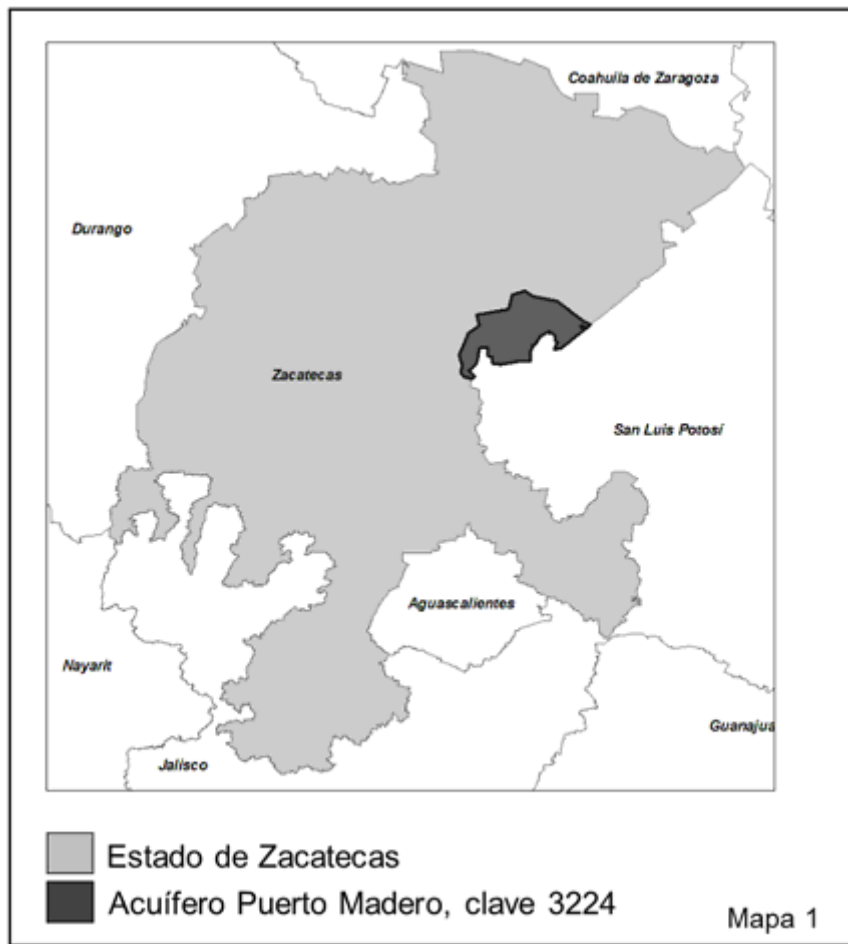 Coahuila de Zaragoza
Durango
Zacatecas
San Luis Potosí
Aguascalientes
Nayarit
Guanajua
Jalisco
Estado de Zacatecas
Acuífero Puerto Madero, clave 3224
Mapa 1